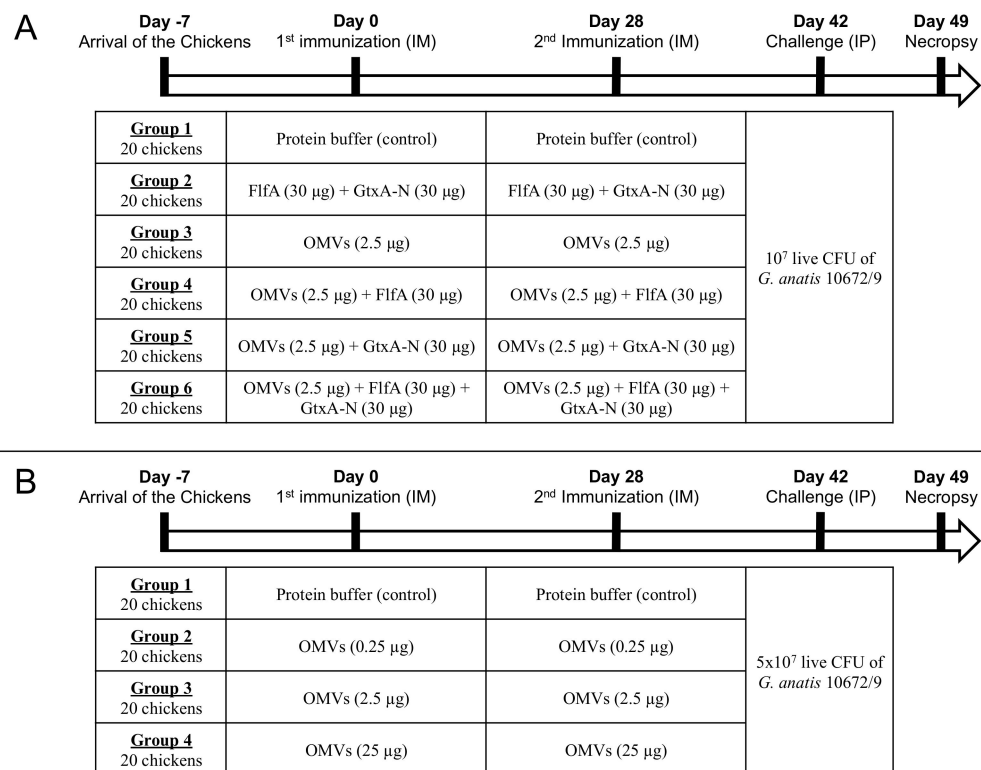 A
Day -7
Arrival of the Chickens
Day 0
1st immunization (IM)
Day 28
2nd Immunization (IM)
Day 42
Challenge (IP)
Day 49
Necropsy
Group 1
20 chickens
Protein buffer (control)
Protein buffer (control)
Group 2
20 chickens
FlfA (30 µg) + GtxA-N (30 µg)
FlfA (30 µg) + GtxA-N (30 µg)
Group 3
20 chickens
OMVs (2.5 µg)
OMVs (2.5 µg)
Group 4
20 chickens
OMVs (2.5 µg) + FlfA (30 µg)
OMVs (2.5 µg) + FlfA (30 µg)
Group 5
20 chickens
OMVs (2.5 µg) + GtxA-N (30 µg)
OMVs (2.5 µg) + GtxA-N (30 µg)
Group 6
20 chickens
OMVs (2.5 µg) + FlfA (30 µg) +
GtxA-N (30 µg)
OMVs (2.5 µg) + FlfA (30 µg) +
GtxA-N (30 µg)
10⁷ live CFU of
G. anatis 10672/9
B
Day -7
Arrival of the Chickens
Day 0
1st immunization (IM)
Day 28
2nd Immunization (IM)
Day 42
Challenge (IP)
Day 49
Necropsy
Group 1
20 chickens
Protein buffer (control)
Protein buffer (control)
Group 2
20 chickens
OMVs (0.25 µg)
OMVs (0.25 µg)
Group 3
20 chickens
OMVs (2.5 µg)
OMVs (2.5 µg)
Group 4
20 chickens
OMVs (25 µg)
OMVs (25 µg)
5x10⁷ live CFU of
G. anatis 10672/9